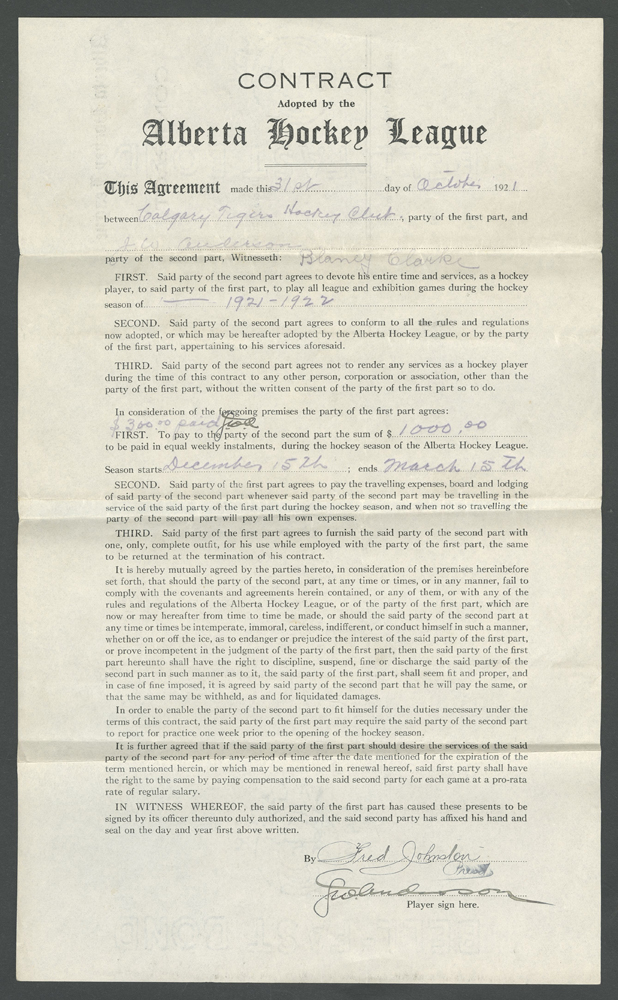 CONTRACT
Adopted by the
Alberta Hockey League
This Agreement made this 31st day of October 1921
between Calgary Tigers Hockey Club, party of the first part, and
Anderson
party of the second part, Witnesseth: Blaney Clarke
FIRST. Said party of the second part agrees to devote his entire time and services, as a hockey
player, to said party of the first part, to play all league and exhibition games during the hockey
season of — 1921-1922
SECOND. Said party of the second part agrees to conform to all the rules and regulations
now adopted, or which may be hereafter adopted by the Alberta Hockey League, or by the party
of the first part, appertaining to his services aforesaid.
THIRD. Said party of the second part agrees not to render any services as a hockey player
during the time of this contract to any other person, corporation or association, other than the
party of the first part, without the written consent of the party of the first part so to do.
In consideration of the foregoing premises the party of the first part agrees:
$300.00 paid
FIRST. To pay to the party of the second part the sum of $ 1000.00
to be paid in equal weekly instalments, during the hockey season of the Alberta Hockey League.
Season starts December 15th; ends March 15th
SECOND. Said party of the first part agrees to pay the travelling expenses, board and lodging
of said party of the second part whenever said party of the second part may be travelling in the
service of the said party of the first part during the hockey season, and when not so travelling the
party of the second part will pay all his own expenses.
THIRD. Said party of the first part agrees to furnish the said party of the second part with
one, only, complete outfit, for his use while employed with the party of the first part, the same
to be returned at the termination of his contract.
It is hereby mutually agreed by the parties hereto, in consideration of the premises hereinbefore
set forth, that should the party of the second part, at any time or times, or in any manner, fail to
comply with the covenants and agreements herein contained, or any of them, or with any of the
rules and regulations of the Alberta Hockey League, or of the party of the first part, which are
now or may hereafter from time to time be made, or should the said party of the second part at
any time or times be intemperate, immoral, careless, indifferent, or conduct himself in such a manner,
whether on or off the ice, as to endanger or prejudice the interest of the said party of the first part,
or prove incompetent in the judgment of the party of the first part, then the said party of the first
part hereunto shall have the right to discipline, suspend, fine or discharge the said party of the
second part in such manner as to it, the said party of the first part, shall seem fit and proper, and
in case of fine imposed, it is agreed by said party of the second part that he will pay the same, or
that the same may be withheld, as and for liquidated damages.
In order to enable the party of the second part to fit himself for the duties necessary under the
terms of this contract, the said party of the first part may require the said party of the second part
to report for practice one week prior to the opening of the hockey season.
It is further agreed that if the said party of the first part should desire the services of the said
party of the second part for any period of time after the date mentioned for the expiration of the
term mentioned herein, or which may be mentioned in renewal hereof, said first party shall have
the right to the same by paying compensation to the said second party for each game at a pro-rata
rate of regular salary.
IN WITNESS WHEREOF, the said party of the first part has caused these presents to be
signed by its officer thereunto duly authorized, and the said second party has affixed his hand and
seal on the day and year first above written.
By Fred Johnston
Pres
Anderson
Player sign here.